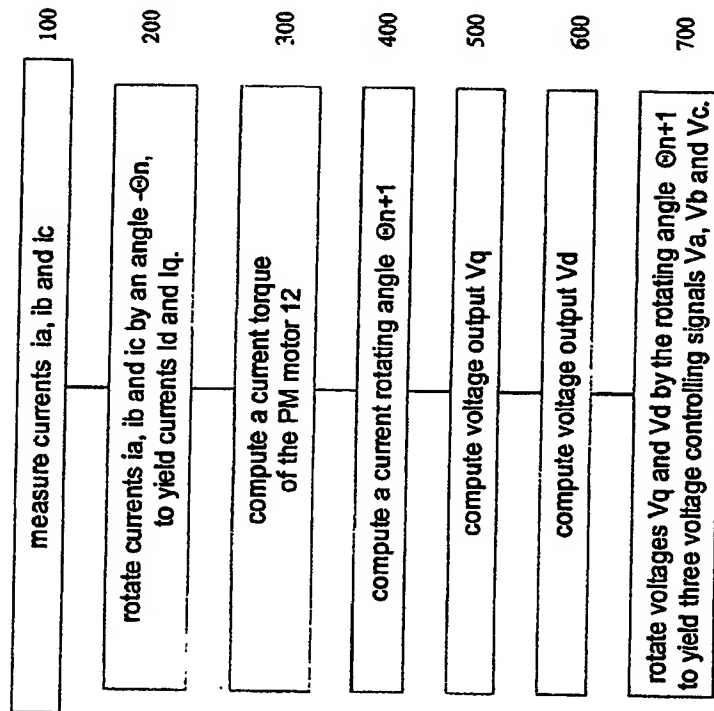 measure currents ia, ib and ic
100
rotate currents ia, ib and ic by an angle -Θn,
to yield currents Id and Iq.
200
compute a current torque
of the PM motor 12
300
compute a current rotating angle Θn+1
400
compute voltage output Vq
500
compute voltage output Vd
600
rotate voltages Vq and Vd by the rotating angle Θn+1
to yield three voltage controlling signals Va, Vb and Vc.
700